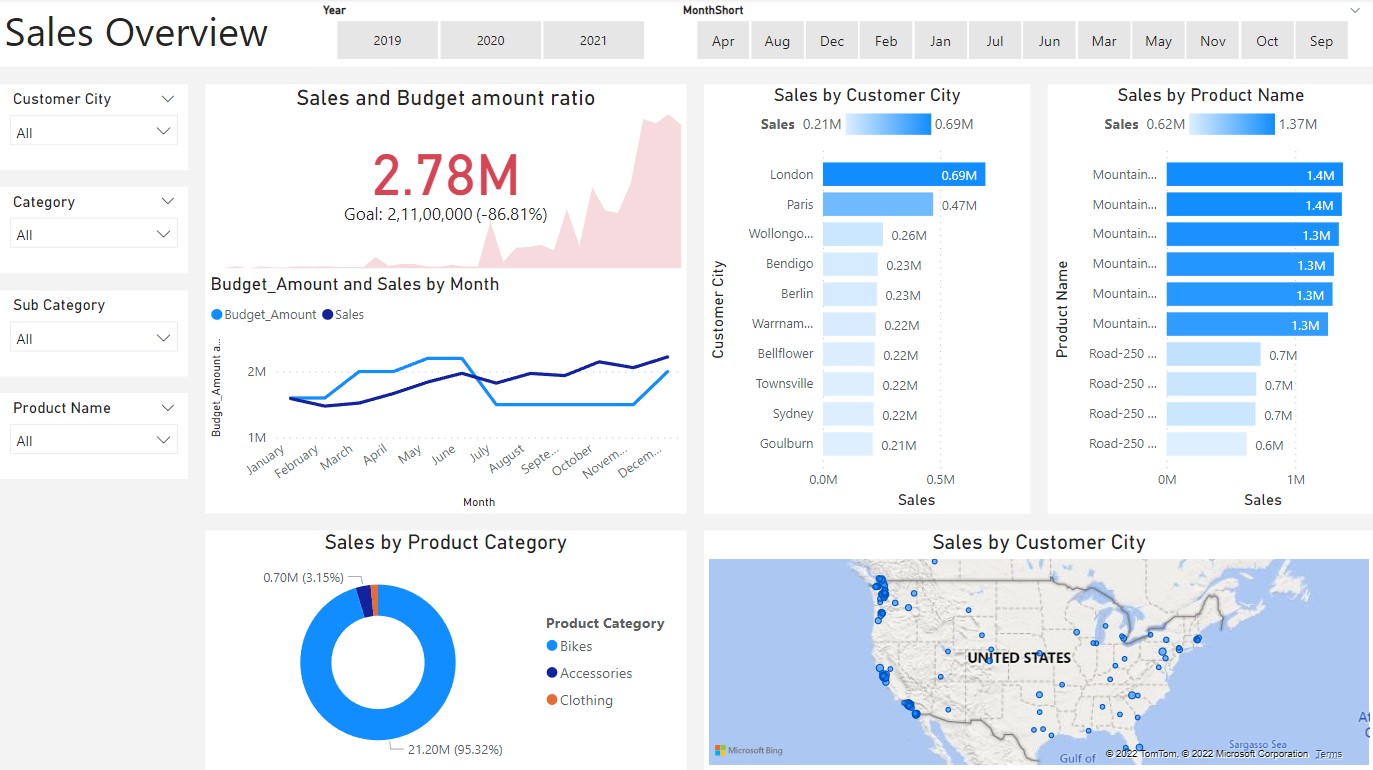 Sales Overview
Year
2019 2020 2021
MonthShort
Apr Aug Dec Feb Jan Jul Jun Mar May Nov Oct Sep
Customer City
All
Category
All
Sub Category
All
Product Name
All
Sales and Budget amount ratio
2.78M
Goal: 2,11,00,000 (-86.81%)
Budget_Amount and Sales by Month
Budget_Amount Sales
Budget_Amount a...
2M
1M
January February March April May June July August Septe... October Novem... Decem...
Month
Sales by Customer City
Sales 0.21M 0.69M
Customer City
London 0.69M
Paris 0.47M
Wollongo... 0.26M
Bendigo 0.23M
Berlin 0.23M
Warrnam... 0.22M
Bellflower 0.22M
Townsville 0.22M
Sydney 0.22M
Goulburn 0.21M
0.0M 0.5M
Sales
Sales by Product Name
Sales 0.62M 1.37M
Product Name
Mountain... 1.4M
Mountain... 1.4M
Mountain... 1.3M
Mountain... 1.3M
Mountain... 1.3M
Mountain... 1.3M
Road-250 ... 0.7M
Road-250 ... 0.7M
Road-250 ... 0.7M
Road-250 ... 0.6M
0M 1M
Sales
Sales by Product Category
0.70M (3.15%)
21.20M (95.32%)
Product Category
Bikes
Accessories
Clothing
Sales by Customer City
UNITED STATES
At
Sargasso Sea
Gulf of
Microsoft Bing
© 2022 TomTom, © 2022 Microsoft Corporation Terms